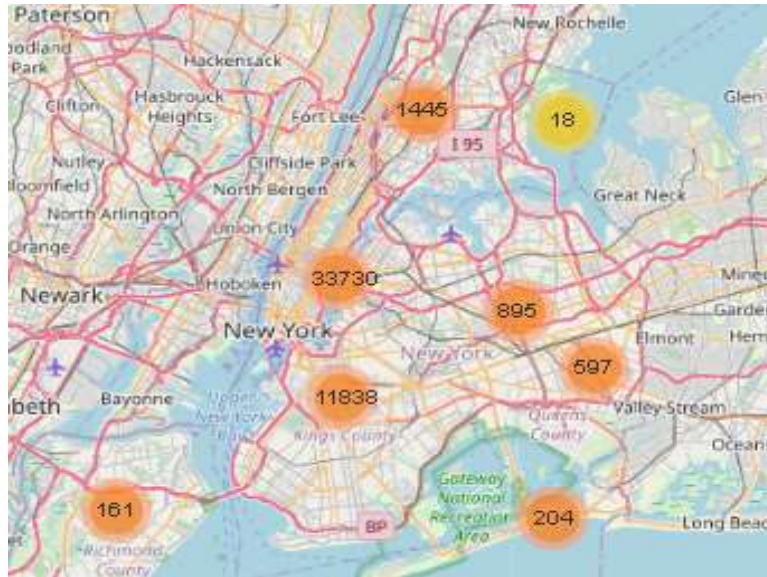 Paterson
New Rochelle
oodland
Park
Hackensack
Clifton
Hasbrouck
Heights
Fort Lee
1445
18
Glen
I 95
Nutley
Cliffside Park
loomfield
North Bergen
Great Neck
North Arlington
Union City
Orange
33730
Hoboken
Mine
Newark
895
Garde
New York
New York
Elmont
Hem
597
beth
Bayonne
Upper
New York
Bay
11838
Kings County
Queens
County
Valley Stream
Ocean
Gateway
National
Recreation
Area
161
204
BP
Long Beac
Richmond
County
et